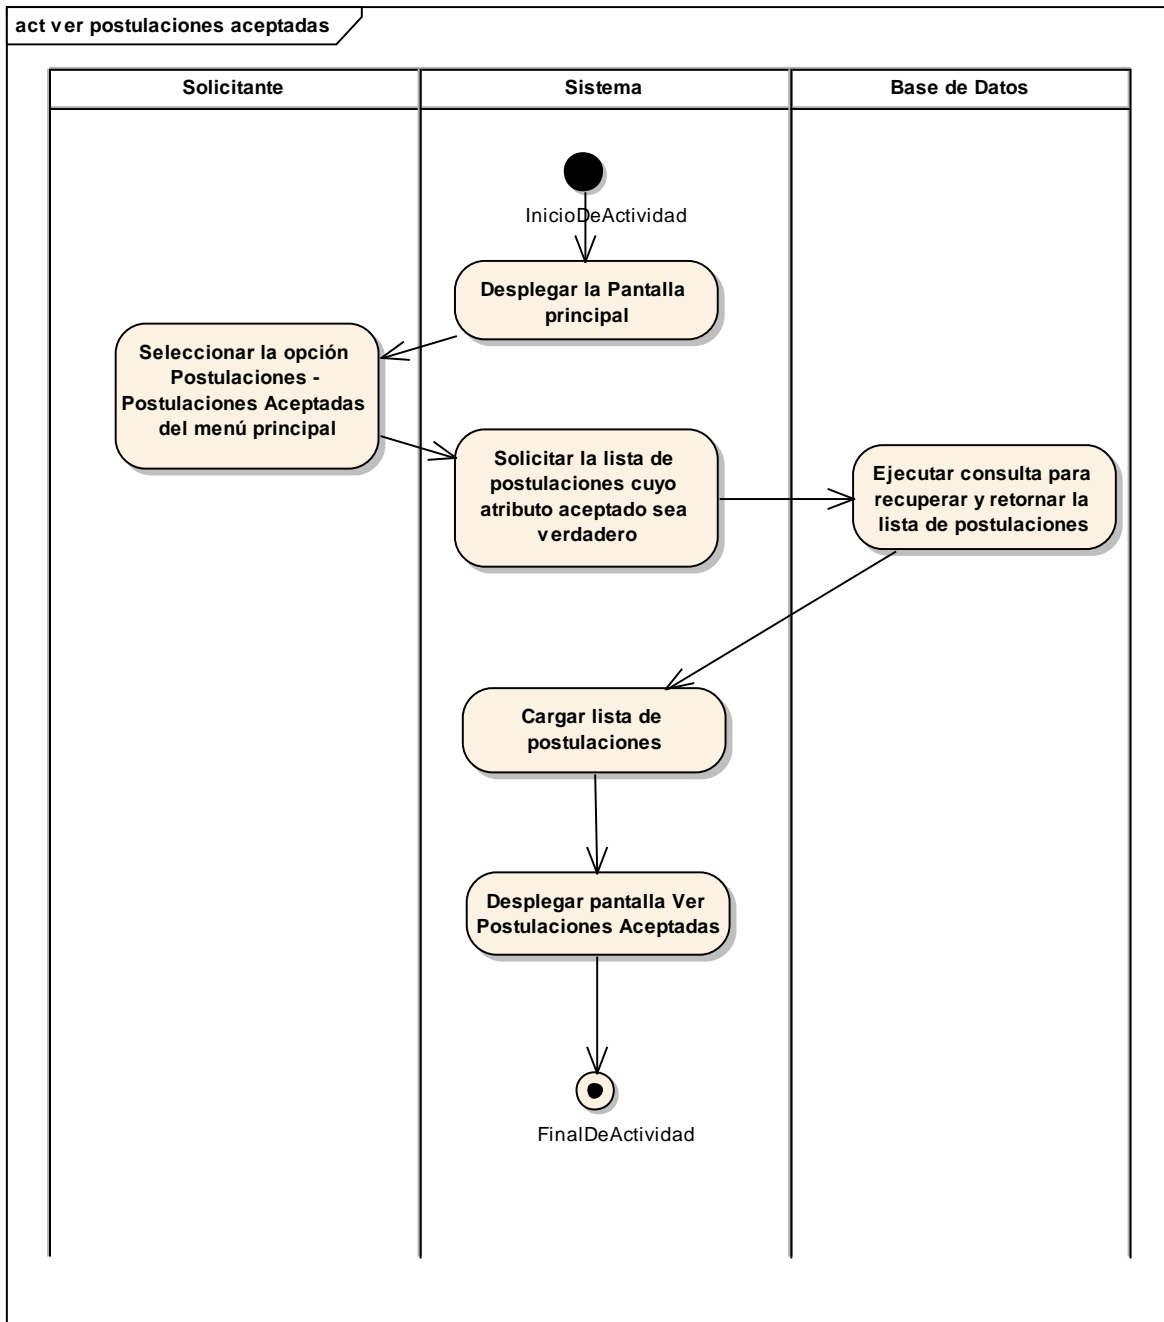 act ver postulaciones aceptadas
Solicitante
Sistema
Base de Datos
InicioDeActividad
Desplegar la Pantalla
principal
Seleccionar la opción
Postulaciones -
Postulaciones Aceptadas
del menú principal
Solicitar la lista de
postulaciones cuyo
atributo aceptado sea
verdadero
Ejecutar consulta para
recuperar y retornar la
lista de postulaciones
Cargar lista de
postulaciones
Desplegar pantalla Ver
Postulaciones Aceptadas
FinalDeActividad